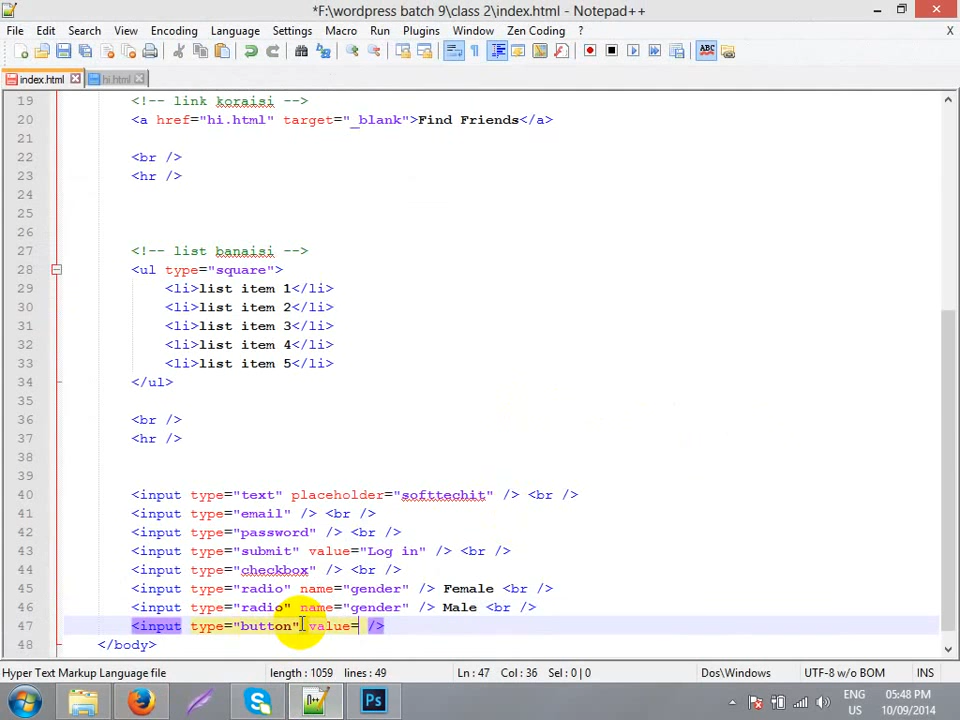 *F:\wordpress batch 9\class 2\index.html - Notepad++
File Edit Search View Encoding Language Settings Macro Run Plugins Window Zen Coding ? X
index.html hi.html
19 <!-- link koraisi -->
20 <a href="hi.html" target="_blank">Find Friends</a>
21
22 <br />
23 <hr />
24
25
26
27 <!-- list banaisi -->
28 <ul type="square">
29 <li>list item 1</li>
30 <li>list item 2</li>
31 <li>list item 3</li>
32 <li>list item 4</li>
33 <li>list item 5</li>
34 </ul>
35
36 <br />
37 <hr />
38
39
40 <input type="text" placeholder="softtechit" /> <br />
41 <input type="email" /> <br />
42 <input type="password" /> <br />
43 <input type="submit" value="Log in" /> <br />
44 <input type="checkbox" /> <br />
45 <input type="radio" name="gender" /> Female <br />
46 <input type="radio" name="gender" /> Male <br />
47 <input type="button" value= />
48 </body>
Hyper Text Markup Language file length : 1059 lines : 49 Ln : 47 Col : 36 Sel : 0 | 0 Dos\Windows UTF-8 w/o BOM INS
ENG 05:48 PM
US 10/09/2014